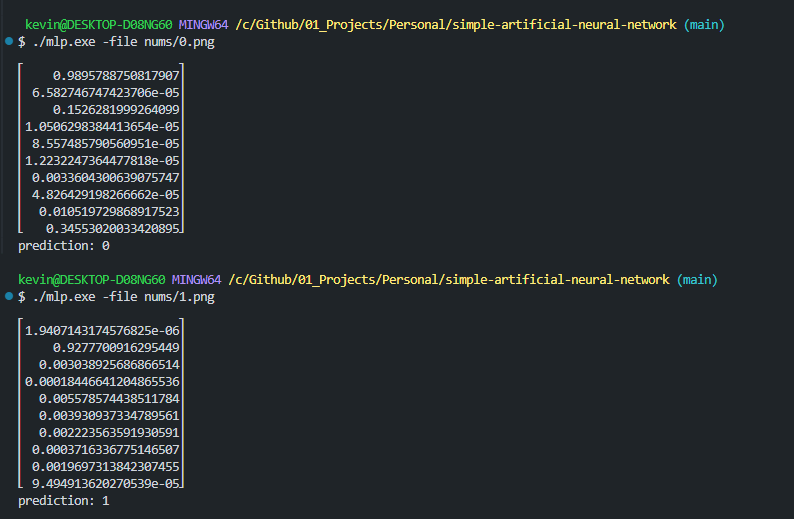 kevin@DESKTOP-D08NG60 MINGW64 /c/Github/01_Projects/Personal/simple-artificial-neural-network (main)
$ ./mlp.exe -file nums/0.png
0.9895788750817907
6.582746747423706e-05
0.1526281999264099
1.0506298384413654e-05
8.557485790560951e-05
1.2232247364477818e-05
0.0033604300639075747
4.826429198266662e-05
0.010519729868917523
0.34553020033420895
prediction: 0
kevin@DESKTOP-D08NG60 MINGW64 /c/Github/01_Projects/Personal/simple-artificial-neural-network (main)
$ ./mlp.exe -file nums/1.png
1.9407143174576825e-06
0.9277700916295449
0.003038925686866514
0.00018446641204865536
0.005578574438511784
0.003930937334789561
0.002223563591930591
0.0003716336775146507
0.0019697313842307455
9.494913620270539e-05
prediction: 1